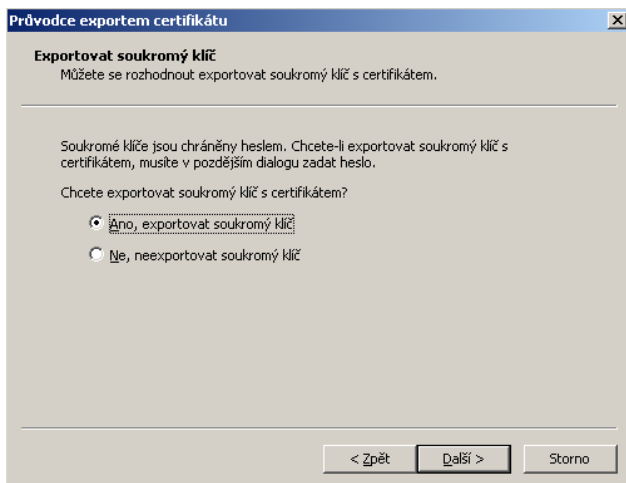 Průvodce exportem certifikátu
Exportovat soukromý klíč
Můžete se rozhodnout exportovat soukromý klíč s certifikátem.
Soukromé klíče jsou chráněny heslem. Chcete-li exportovat soukromý klíč s
certifikátem, musíte v pozdějším dialogu zadat heslo.
Chcete exportovat soukromý klíč s certifikátem?
Ano, exportovat soukromý klíč
Ne, neexportovat soukromý klíč
< Zpět Další > Storno